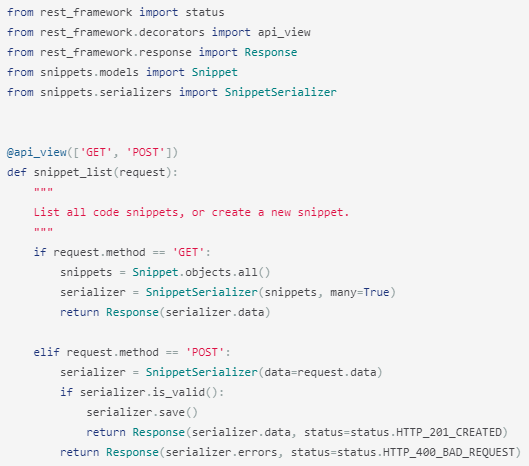 from rest_framework import status
from rest_framework.decorators import api_view
from rest_framework.response import Response
from snippets.models import Snippet
from snippets.serializers import SnippetSerializer


@api_view(['GET', 'POST'])
def snippet_list(request):
    """
    List all code snippets, or create a new snippet.
    """
    if request.method == 'GET':
        snippets = Snippet.objects.all()
        serializer = SnippetSerializer(snippets, many=True)
        return Response(serializer.data)

    elif request.method == 'POST':
        serializer = SnippetSerializer(data=request.data)
        if serializer.is_valid():
            serializer.save()
            return Response(serializer.data, status=status.HTTP_201_CREATED)
        return Response(serializer.errors, status=status.HTTP_400_BAD_REQUEST)